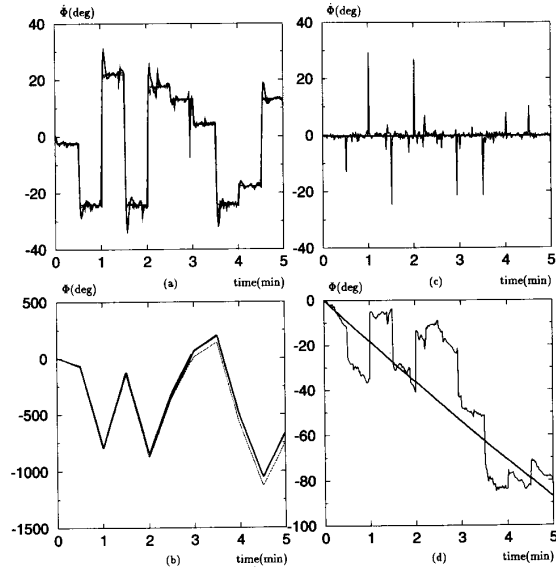 Φ̇(deg)
40
20
0
-20
-40
0 1 2 3 4 5
(a) time(min)
Φ̇(deg)
40
20
0
-20
-40
0 1 2 3 4 5
(c) time(min)
Φ(deg)
500
0
-500
-1000
-1500
0 1 2 3 4 5
(b) time(min)
Φ(deg)
0
-20
-40
-60
-80
-100
0 1 2 3 4 5
(d) time(min)